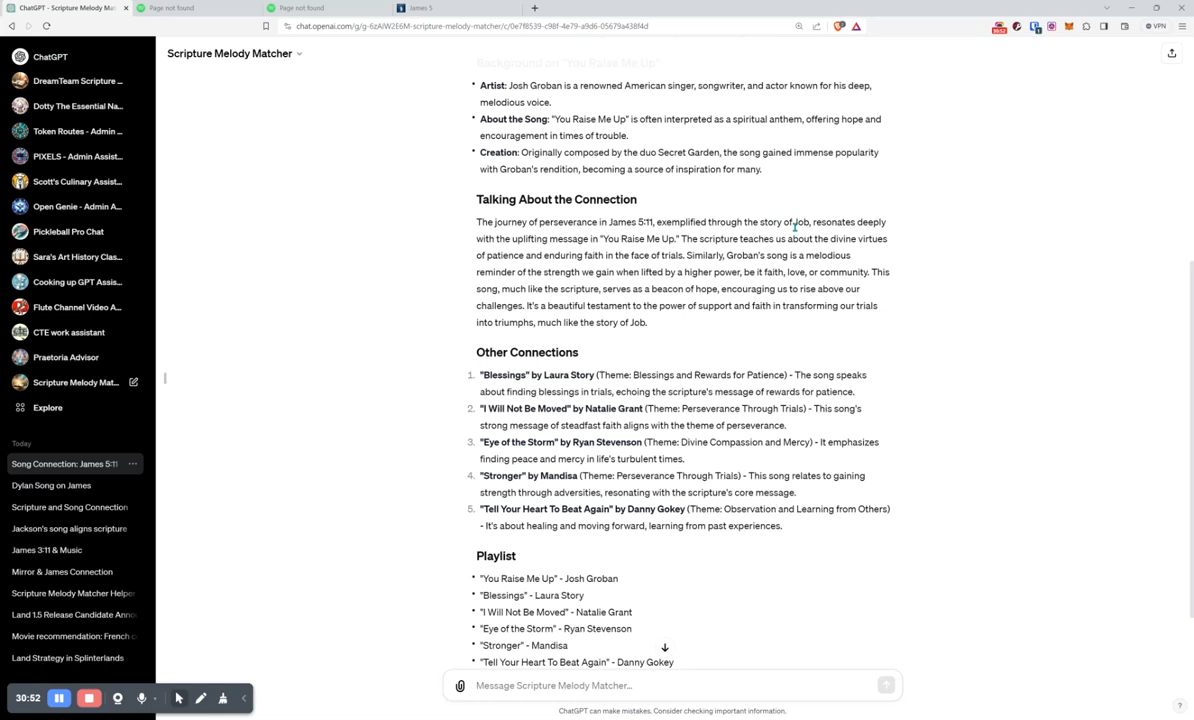 ChatGPT - Scripture Melody Mat
Page not found
Page not found
James 5
chat.openai.com/g/g-6zAIW2E6M-scripture-melody-matcher/c/0e7f8539-c98f-4e79-a9d6-05679a438f4d
VPN
ChatGPT
DreamTeam Scripture ...
Dotty The Essential Na...
Token Routes - Admin ...
PIXELS - Admin Assist...
Scott's Culinary Assist...
Open Genie - Admin A...
Pickleball Pro Chat
Sara's Art History Clas...
Cooking up GPT Assis...
Flute Channel Video A...
CTE work assistant
Praetoria Advisor
Scripture Melody Mat...
Explore
Today
Song Connection: James 5:11
Dylan Song on James
Scripture and Song Connection
Jackson's song aligns scripture
James 3:11 & Music
Mirror & James Connection
Scripture Melody Matcher Helper
Land 1.5 Release Candidate Anno
Movie recommendation: French c
Land Strategy in Splinterlands
30:52
Scripture Melody Matcher
Background on "You Raise Me Up"
• Artist: Josh Groban is a renowned American singer, songwriter, and actor known for his deep,
melodious voice.
• About the Song: "You Raise Me Up" is often interpreted as a spiritual anthem, offering hope and
encouragement in times of trouble.
• Creation: Originally composed by the duo Secret Garden, the song gained immense popularity
with Groban's rendition, becoming a source of inspiration for many.
Talking About the Connection
The journey of perseverance in James 5:11, exemplified through the story of Job, resonates deeply
with the uplifting message in "You Raise Me Up." The scripture teaches us about the divine virtues
of patience and enduring faith in the face of trials. Similarly, Groban's song is a melodious
reminder of the strength we gain when lifted by a higher power, be it faith, love, or community. This
song, much like the scripture, serves as a beacon of hope, encouraging us to rise above our
challenges. It's a beautiful testament to the power of support and faith in transforming our trials
into triumphs, much like the story of Job.
Other Connections
1. "Blessings" by Laura Story (Theme: Blessings and Rewards for Patience) - The song speaks
about finding blessings in trials, echoing the scripture's message of rewards for patience.
2. "I Will Not Be Moved" by Natalie Grant (Theme: Perseverance Through Trials) - This song's
strong message of steadfast faith aligns with the theme of perseverance.
3. "Eye of the Storm" by Ryan Stevenson (Theme: Divine Compassion and Mercy) - It emphasizes
finding peace and mercy in life's turbulent times.
4. "Stronger" by Mandisa (Theme: Perseverance Through Trials) - This song relates to gaining
strength through adversities, resonating with the scripture's core message.
5. "Tell Your Heart To Beat Again" by Danny Gokey (Theme: Observation and Learning from Others)
- It's about healing and moving forward, learning from past experiences.
Playlist
• "You Raise Me Up" - Josh Groban
• "Blessings" - Laura Story
• "I Will Not Be Moved" - Natalie Grant
• "Eye of the Storm" - Ryan Stevenson
• "Stronger" - Mandisa
• "Tell Your Heart To Beat Again" - Danny Gokey
Message Scripture Melody Matcher...
ChatGPT can make mistakes. Consider checking important information.
?